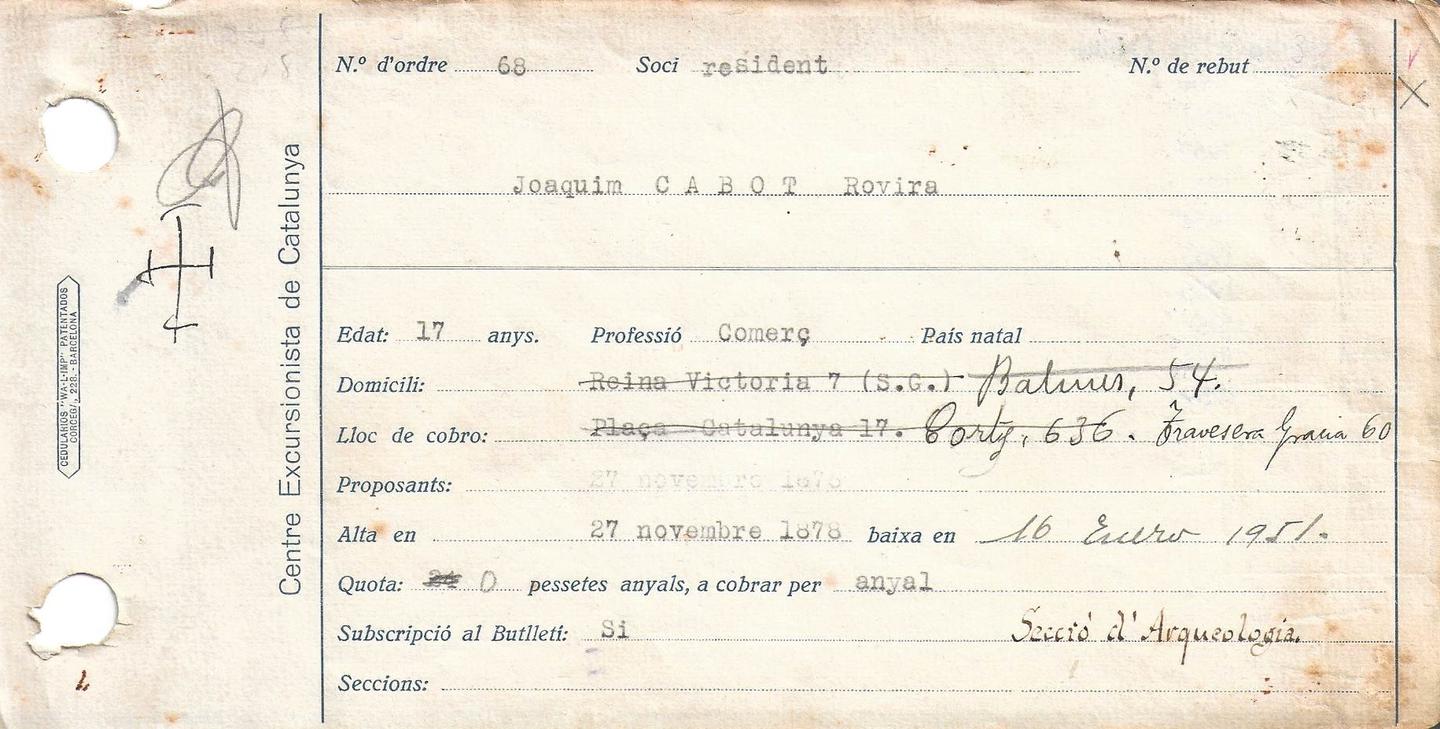 N.º d'ordre 68 Soci resident N.º de rebut
Joaquim C A B O T Rovira
Edat: 17 anys. Professió Comerç País natal
Domicili: Reina Victoria 7 (S.G.) Balmes, 54.
Lloc de cobro: Plaça Catalunya 17. Corts, 636. Travesera Gracia 60
Proposants: 27 novembre 1878
Alta en 27 novembre 1878 baixa en 16 Enero 1951.
Quota: 24 0 pessetes anyals, a cobrar per anyal
Subscripció al Butlletí: Si Secció d'Arqueología.
Seccions:
Centre Excursionista de Catalunya
CEDULARIOS "WA-L-IMP" PATENTADOS
CORCEGA, 228. - BARCELONA